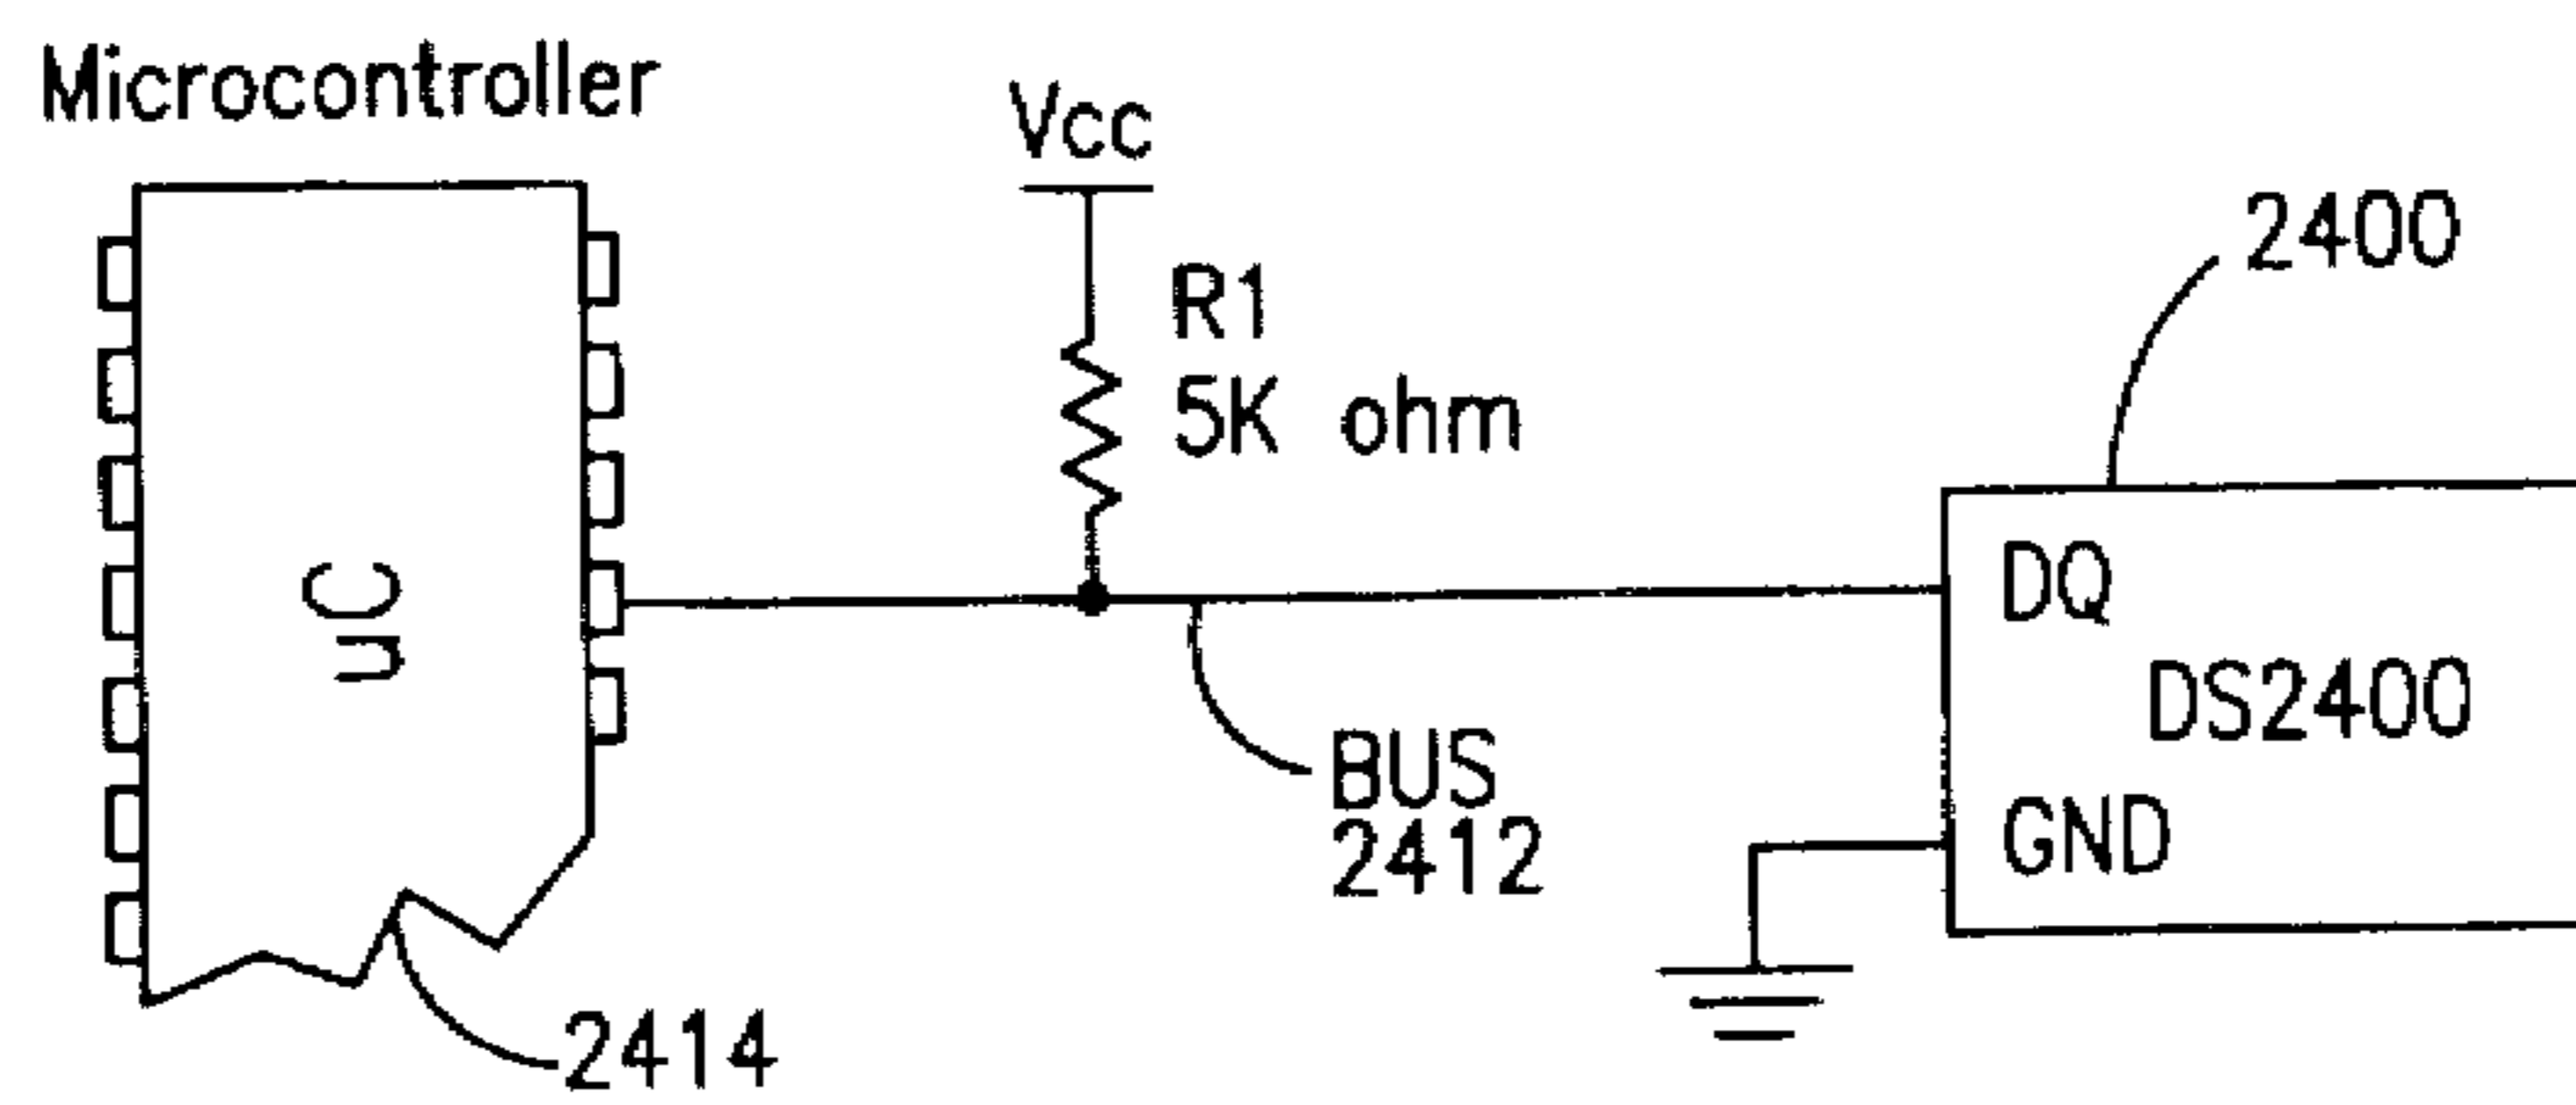 Microcontroller
Vcc
2400
R1
5K ohm
uC
DQ
DS2400
BUS
2412
GND
2414